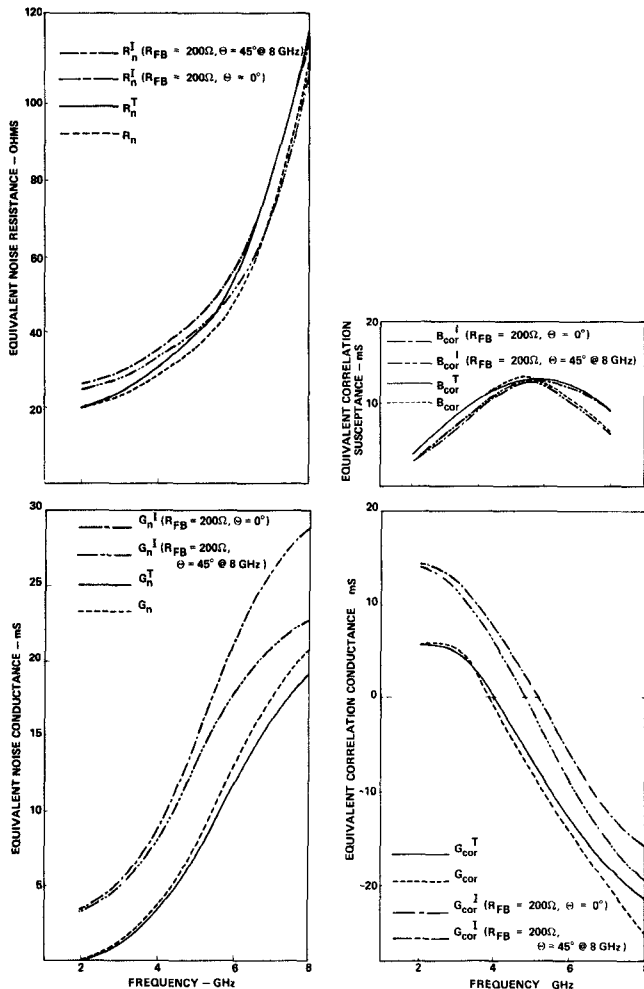 120
100
80
60
40
20
EQUIVALENT NOISE RESISTANCE – OHMS
R_n^I (R_FB = 200Ω, Θ = 45° @ 8 GHz)
R_n^I (R_FB = 200Ω, Θ = 0°)
R_n^T
R_n
20
10
0
EQUIVALENT CORRELATION
SUSCEPTANCE – mS
B_cor^I (R_FB = 200Ω, Θ = 0°)
B_cor^I (R_FB = 200Ω, Θ = 45° @ 8 GHz)
B_cor^T
B_cor
30
25
20
15
10
5
EQUIVALENT NOISE CONDUCTANCE – mS
G_n^I (R_FB = 200Ω, Θ = 0°)
G_n^I (R_FB = 200Ω,
Θ = 45° @ 8 GHz)
G_n^T
G_n
2 4 6 8
FREQUENCY – GHz
20
10
0
-10
-20
EQUIVALENT CORRELATION CONDUCTANCE mS
G_cor^T
G_cor
G_cor^I (R_FB = 200Ω, Θ = 0°)
G_cor^I (R_FB = 200Ω,
Θ = 45° @ 8 GHz)
2 4 6 8
FREQUENCY GHz